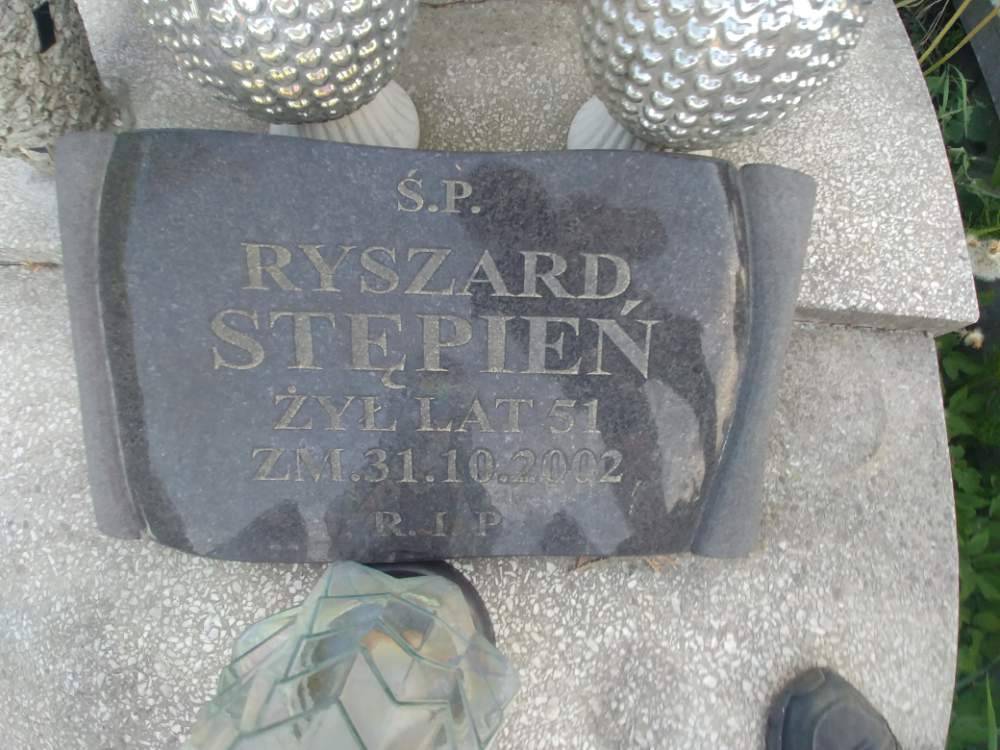 Ś.P.
RYSZARD
STĘPIEŃ
ŻYŁ LAT 51
ZM.31.10.2002
R. I. P